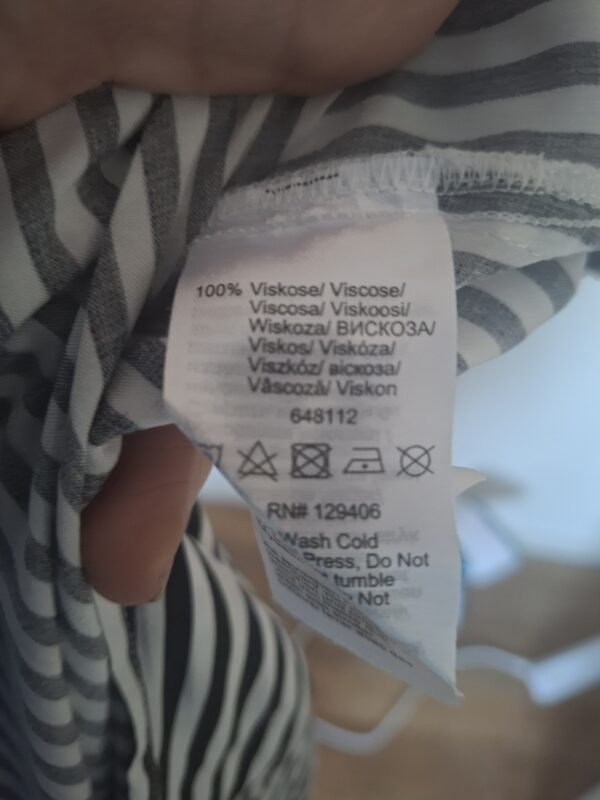 100% Viskose/ Viscose/
Viscosa/ Viskoosi/
Wiskoza/ ВИСКОЗА/
Viskos/ Viskóza/
Viszkóz/ віскоза/
Vâscoză/ Viskon
648112
RN# 129406
Wash Cold
Press, Do Not
tumble
Not